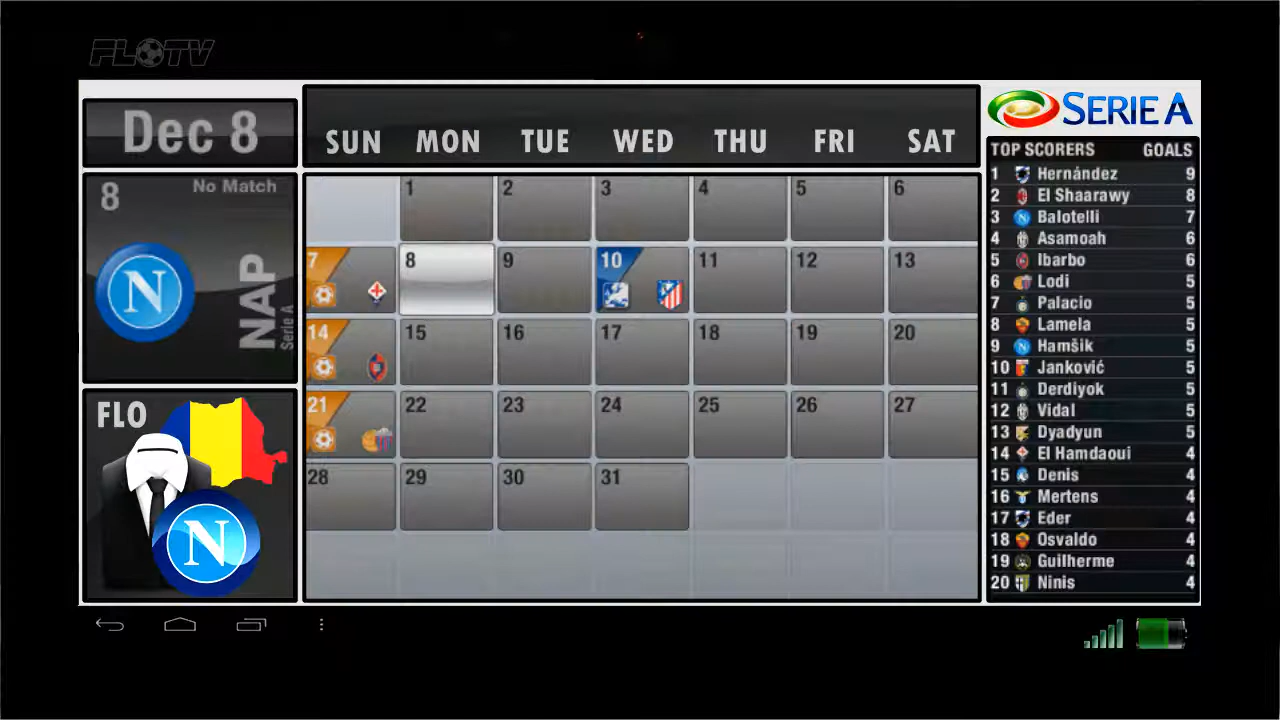 FLOTV
Dec 8
8 No Match
N
NAP
Serie A
FLO
N
SUN MON TUE WED THU FRI SAT
1 2 3 4 5 6
7 8 9 10 11 12 13
14 15 16 17 18 19 20
21 22 23 24 25 26 27
28 29 30 31
SERIE A
TOP SCORERS GOALS
1 Hernández 9
2 El Shaarawy 8
3 Balotelli 7
4 Asamoah 6
5 Ibarbo 6
6 Lodi 5
7 Palacio 5
8 Lamela 5
9 Hamšik 5
10 Janković 5
11 Derdiyok 5
12 Vidal 5
13 Dyadyun 5
14 El Hamdaoui 4
15 Denis 4
16 Mertens 4
17 Eder 4
18 Osvaldo 4
19 Guilherme 4
20 Ninis 4